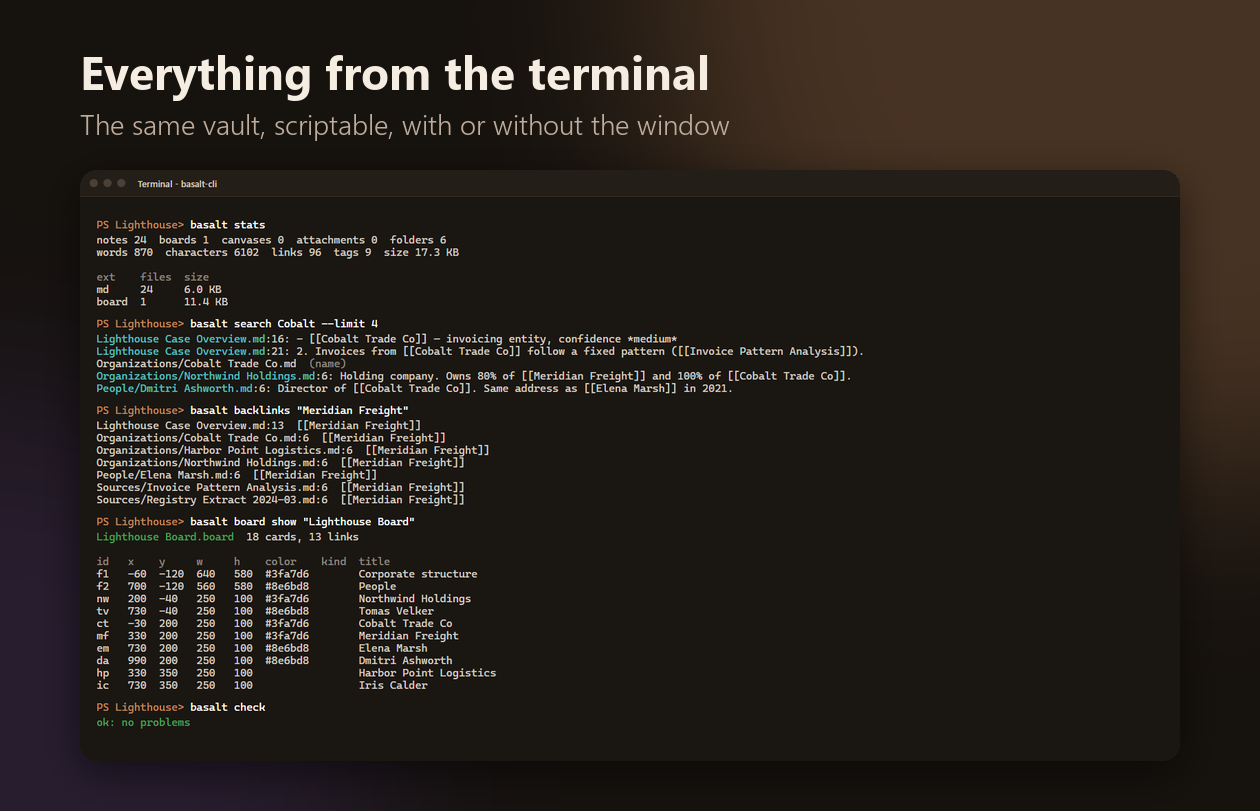 Everything from the terminal
The same vault, scriptable, with or without the window
Terminal - basalt-cli
PS Lighthouse> basalt stats
notes 24  boards 1  canvases 0  attachments 0  folders 6
words 870  characters 6102  links 96  tags 9  size 17.3 KB
ext    files  size
md     24     6.0 KB
board  1      11.4 KB
PS Lighthouse> basalt search Cobalt --limit 4
Lighthouse Case Overview.md:16: - [[Cobalt Trade Co]] - invoicing entity, confidence *medium*
Lighthouse Case Overview.md:21: 2. Invoices from [[Cobalt Trade Co]] follow a fixed pattern ([[Invoice Pattern Analysis]]).
Organizations/Cobalt Trade Co.md  (name)
Organizations/Northwind Holdings.md:6: Holding company. Owns 80% of [[Meridian Freight]] and 100% of [[Cobalt Trade Co]].
People/Dmitri Ashworth.md:6: Director of [[Cobalt Trade Co]]. Same address as [[Elena Marsh]] in 2021.
PS Lighthouse> basalt backlinks "Meridian Freight"
Lighthouse Case Overview.md:13  [[Meridian Freight]]
Organizations/Cobalt Trade Co.md:6  [[Meridian Freight]]
Organizations/Harbor Point Logistics.md:6  [[Meridian Freight]]
Organizations/Northwind Holdings.md:6  [[Meridian Freight]]
People/Elena Marsh.md:6  [[Meridian Freight]]
Sources/Invoice Pattern Analysis.md:6  [[Meridian Freight]]
Sources/Registry Extract 2024-03.md:6  [[Meridian Freight]]
PS Lighthouse> basalt board show "Lighthouse Board"
Lighthouse Board.board  18 cards, 13 links
id   x    y     w     h    color    kind  title
f1   -60  -120  640   580  #3fa7d6        Corporate structure
f2   700  -120  560   580  #8e6bd8        People
nw   200  -40   250   100  #3fa7d6        Northwind Holdings
tv   730  -40   250   100  #8e6bd8        Tomas Velker
ct   -30  200   250   100  #3fa7d6        Cobalt Trade Co
mf   330  200   250   100  #3fa7d6        Meridian Freight
em   730  200   250   100  #8e6bd8        Elena Marsh
da   990  200   250   100  #8e6bd8        Dmitri Ashworth
hp   330  350   250   100                 Harbor Point Logistics
ic   730  350   250   100                 Iris Calder
PS Lighthouse> basalt check
ok: no problems